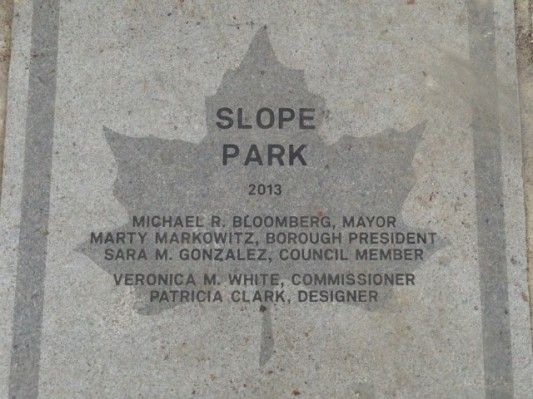 SLOPE
PARK
2013
MICHAEL R. BLOOMBERG, MAYOR
MARTY MARKOWITZ, BOROUGH PRESIDENT
SARA M. GONZALEZ, COUNCIL MEMBER
VERONICA M. WHITE, COMMISSIONER
PATRICIA CLARK, DESIGNER